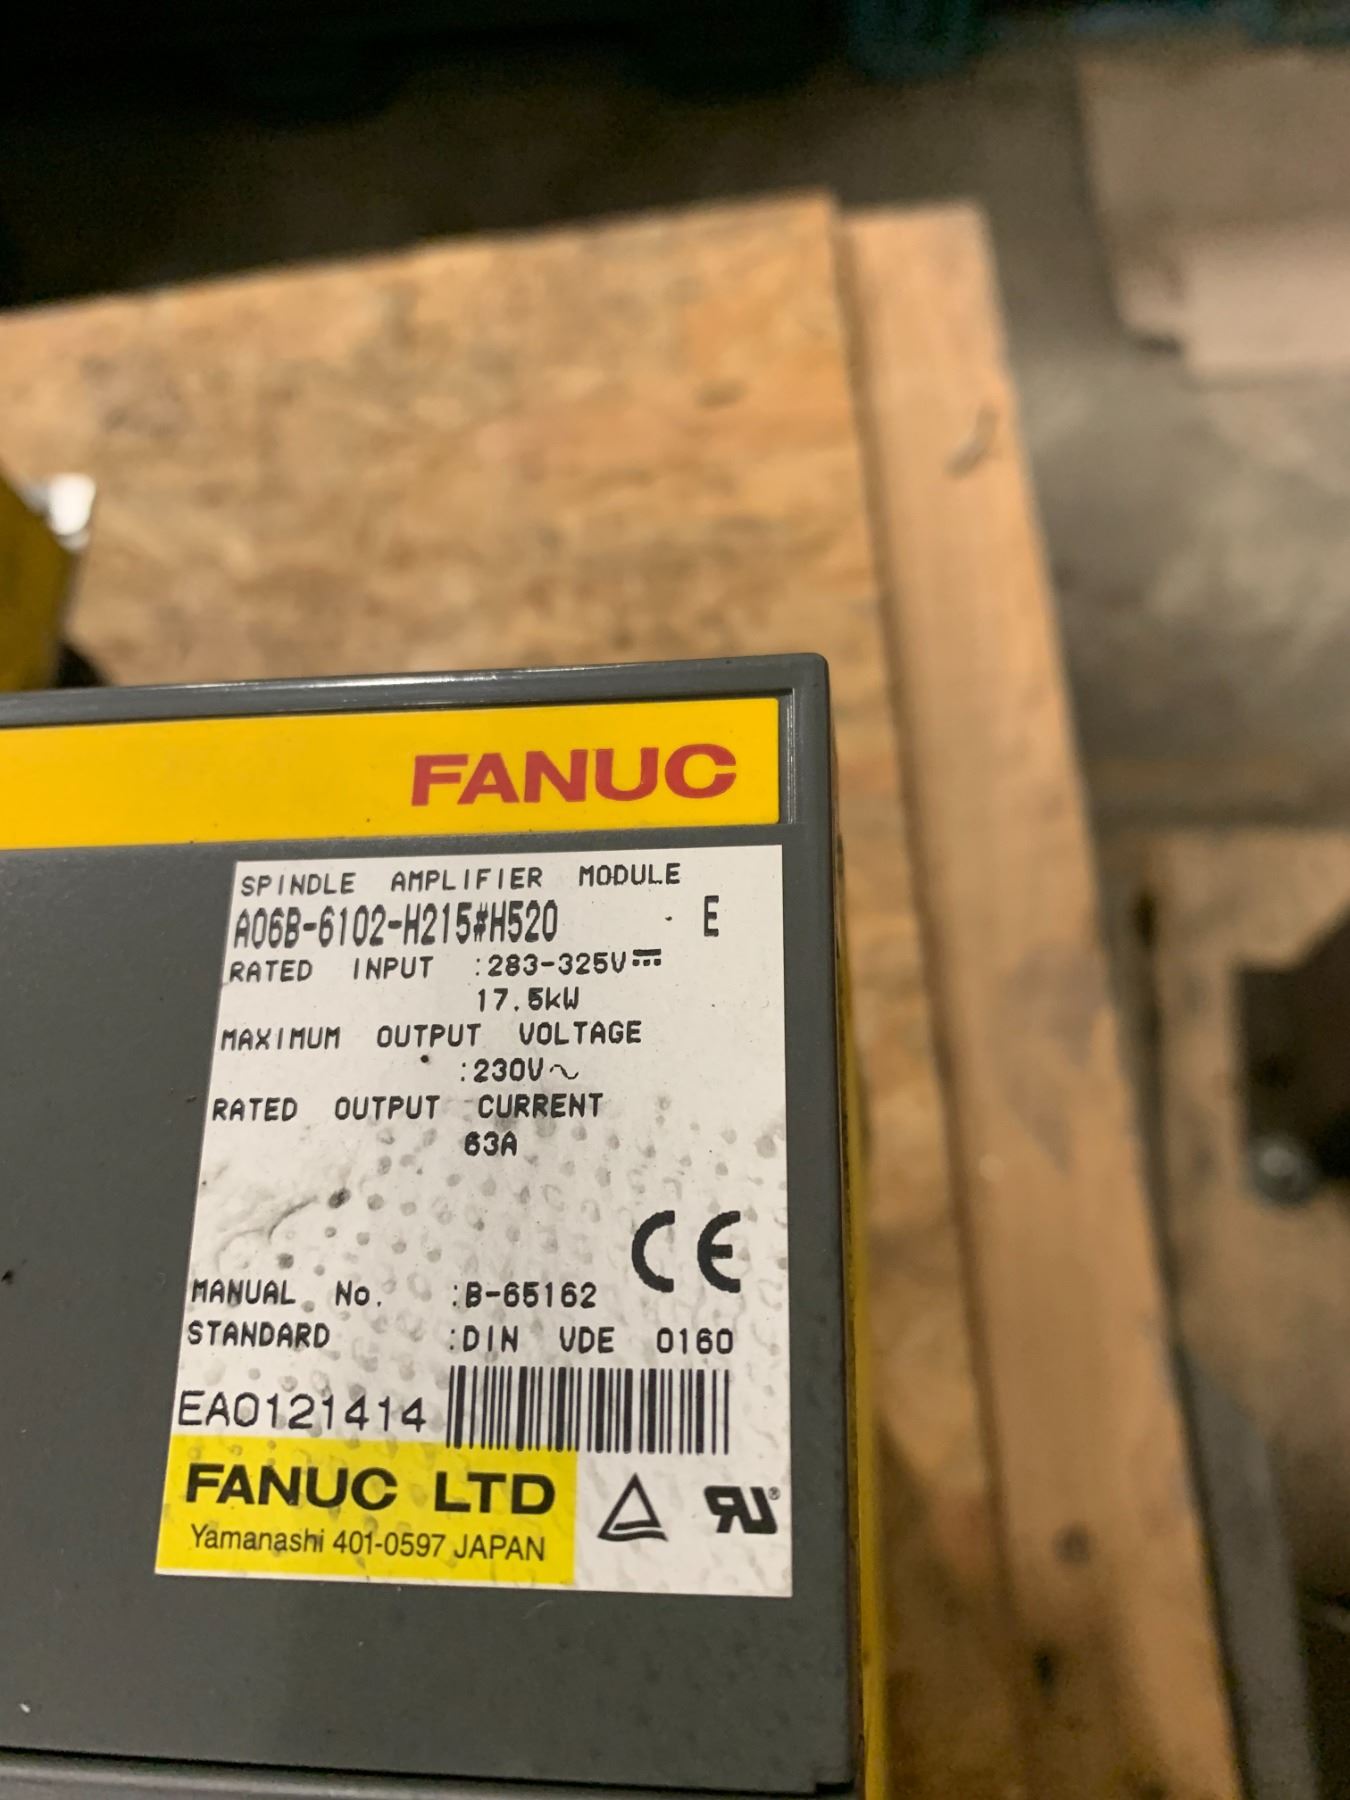 FANUC
SPINDLE AMPLIFIER MODULE
A06B-6102-H215#H520 E
RATED INPUT :283-325V
17.5kW
MAXIMUM OUTPUT VOLTAGE
:230V~
RATED OUTPUT CURRENT
63A
CE
MANUAL No. :B-65162
STANDARD :DIN VDE 0160
EA0121414
FANUC LTD
Yamanashi 401-0597 JAPAN